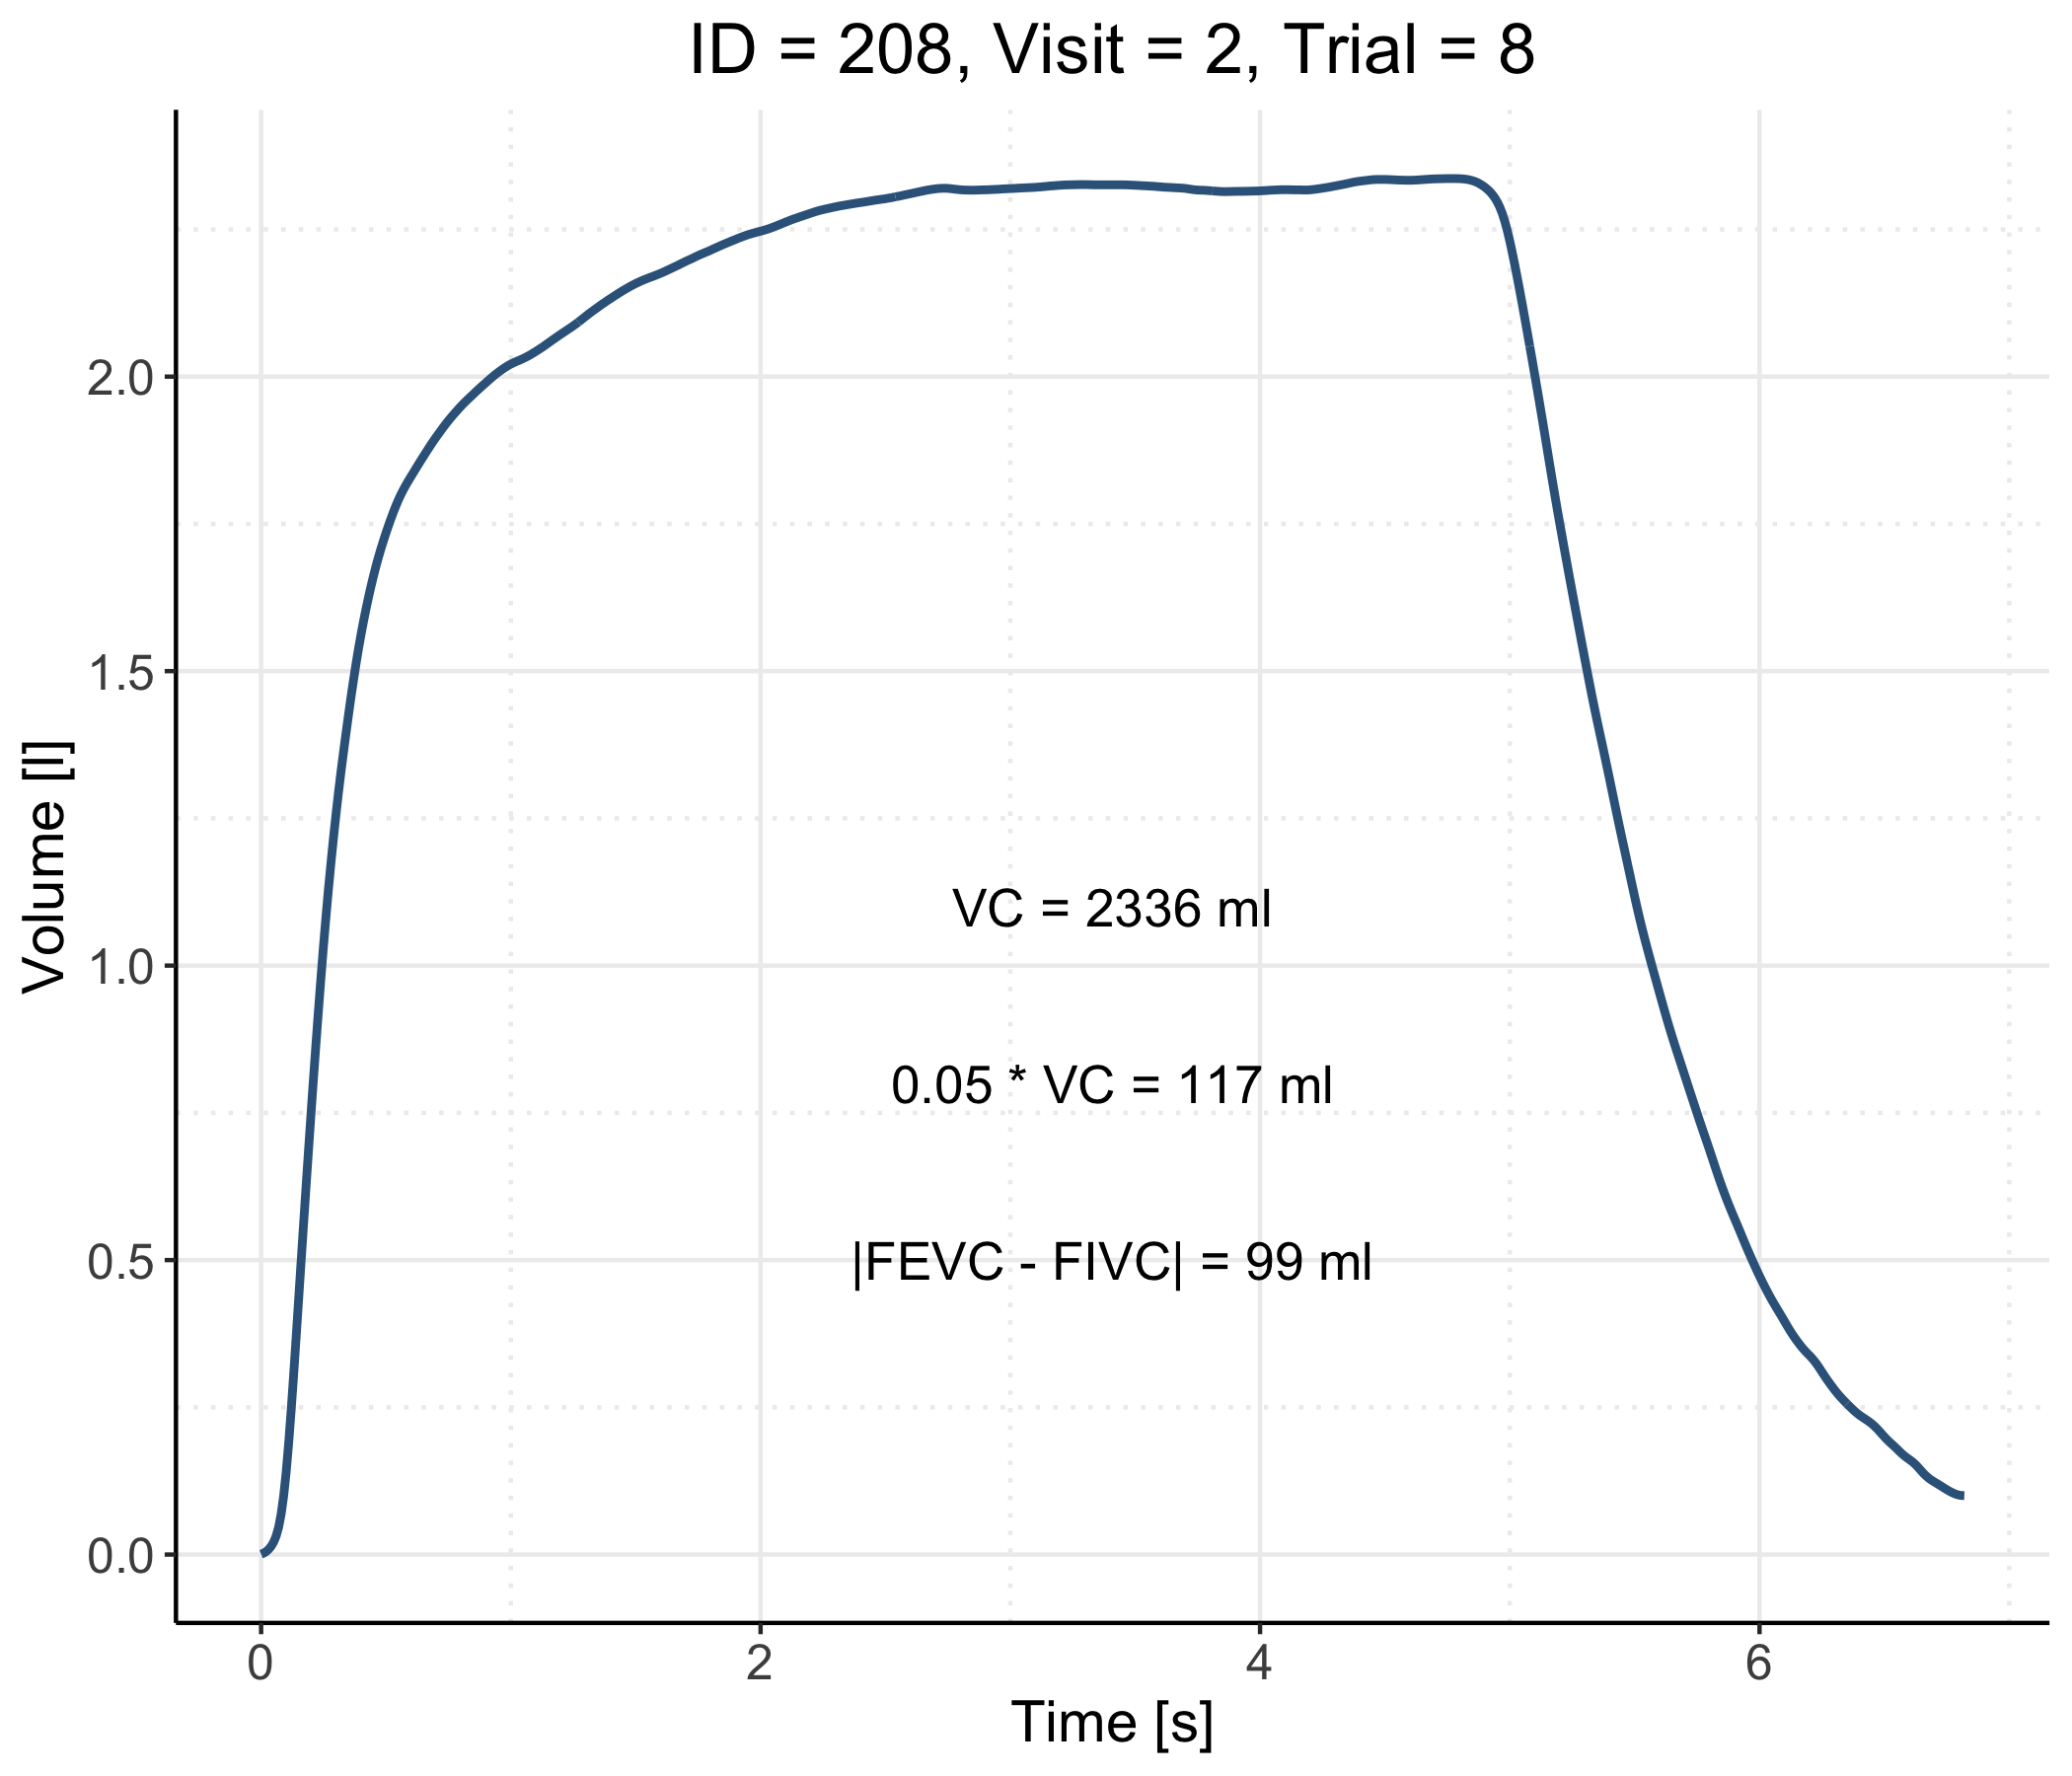 ID = 208, Visit = 2, Trial = 8
Volume [l]
2.0
1.5
1.0
0.5
0.0
VC = 2336 ml
0.05 * VC = 117 ml
|FEVC - FIVC| = 99 ml
0 2 4 6
Time [s]